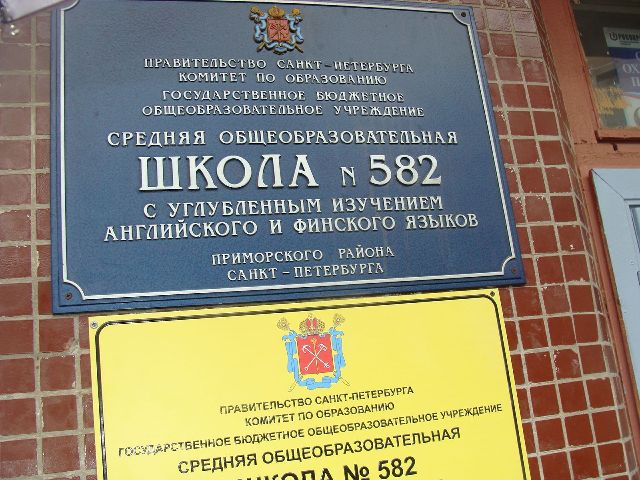 ПРАВИТЕЛЬСТВО САНКТ-ПЕТЕРБУРГА
КОМИТЕТ ПО ОБРАЗОВАНИЮ
ГОСУДАРСТВЕННОЕ БЮДЖЕТНОЕ
ОБЩЕОБРАЗОВАТЕЛЬНОЕ УЧРЕЖДЕНИЕ
СРЕДНЯЯ ОБЩЕОБРАЗОВАТЕЛЬНАЯ
ШКОЛА N 582
С УГЛУБЛЕННЫМ ИЗУЧЕНИЕМ
АНГЛИЙСКОГО И ФИНСКОГО ЯЗЫКОВ
ПРИМОРСКОГО РАЙОНА
САНКТ-ПЕТЕРБУРГА
ПРАВИТЕЛЬСТВО САНКТ-ПЕТЕРБУРГА
КОМИТЕТ ПО ОБРАЗОВАНИЮ
ГОСУДАРСТВЕННОЕ БЮДЖЕТНОЕ ОБЩЕОБРАЗОВАТЕЛЬНОЕ УЧРЕЖДЕНИЕ
СРЕДНЯЯ ОБЩЕОБРАЗОВАТЕЛЬНАЯ
ШКОЛА № 582